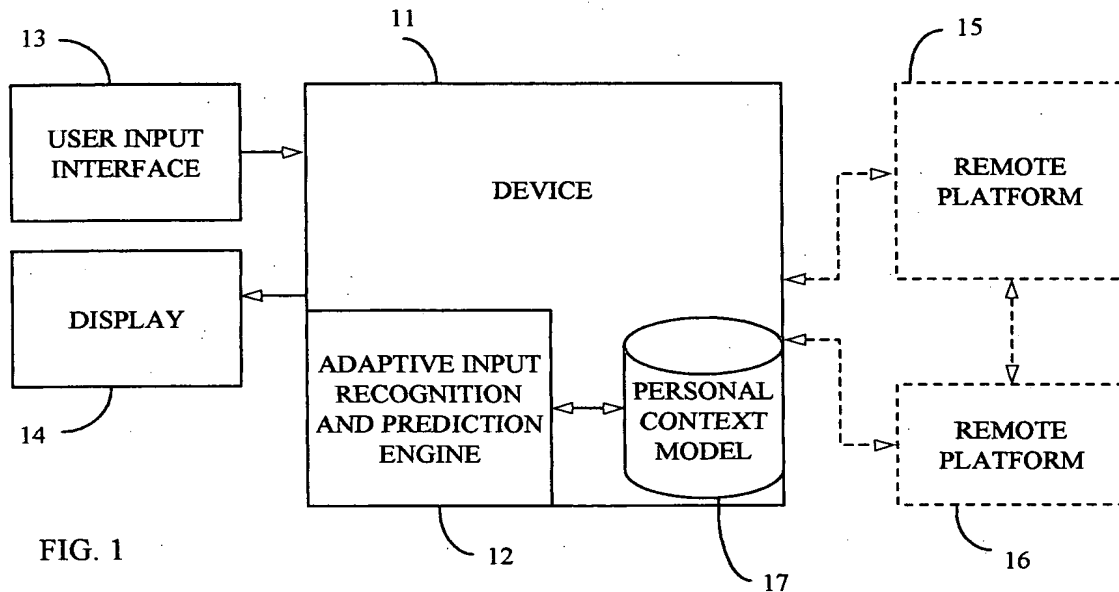 13
11
15
USER INPUT
INTERFACE
DEVICE
REMOTE
PLATFORM
DISPLAY
14
ADAPTIVE INPUT
RECOGNITION
AND PREDICTION
ENGINE
PERSONAL
CONTEXT
MODEL
REMOTE
PLATFORM
FIG. 1
12
17
16